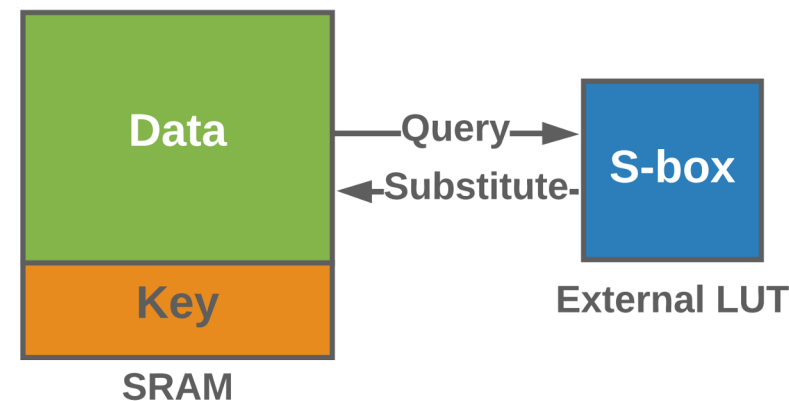 Data
Query
S-box
Substitute
Key
External LUT
SRAM